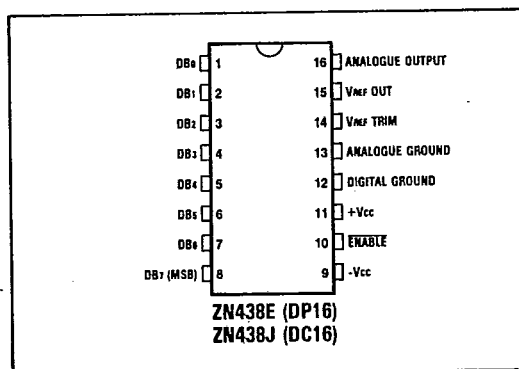 DB0 1 16 ANALOGUE OUTPUT
DB1 2 15 VREF OUT
DB2 3 14 VREF TRIM
DB3 4 13 ANALOGUE GROUND
DB4 5 12 DIGITAL GROUND
DB5 6 11 +VCC
DB6 7 10 ENABLE
DB7 (MSB) 8 9 -VCC
ZN438E (DP16)
ZN438J (DC16)